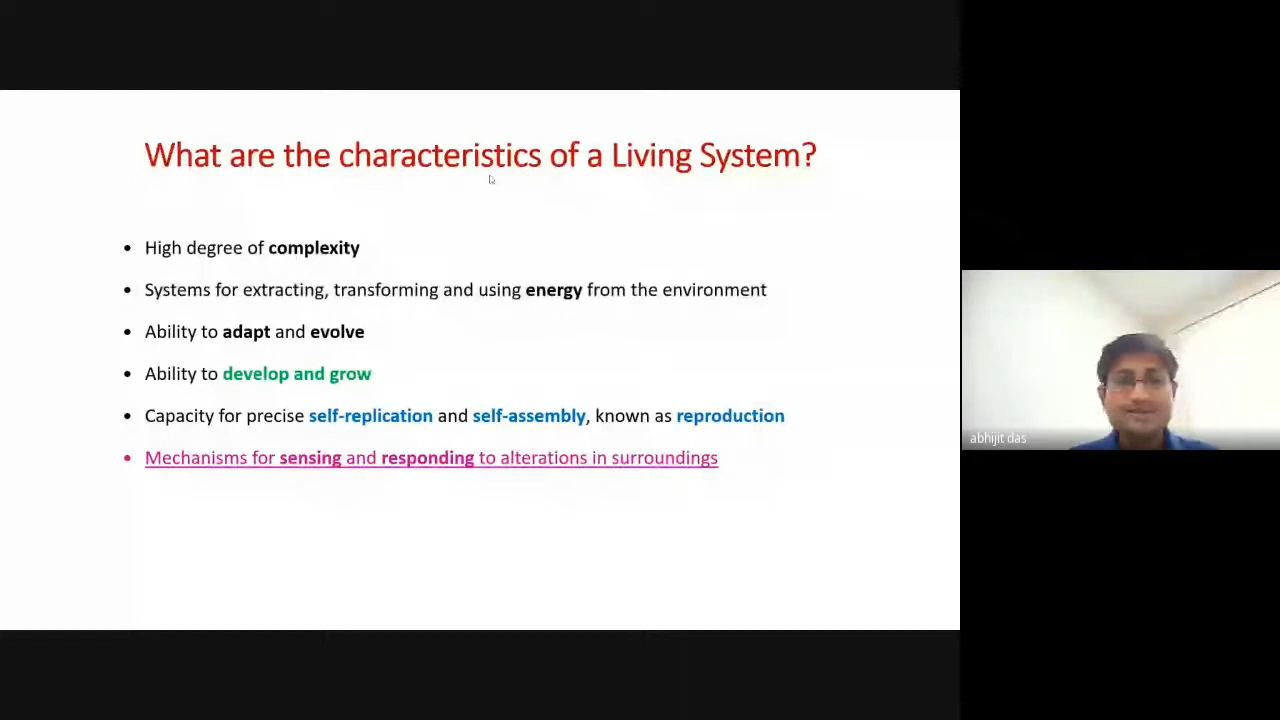 What are the characteristics of a Living System?
• High degree of complexity
• Systems for extracting, transforming and using energy from the environment
• Ability to adapt and evolve
• Ability to develop and grow
• Capacity for precise self-replication and self-assembly, known as reproduction
• Mechanisms for sensing and responding to alterations in surroundings
abhijit das